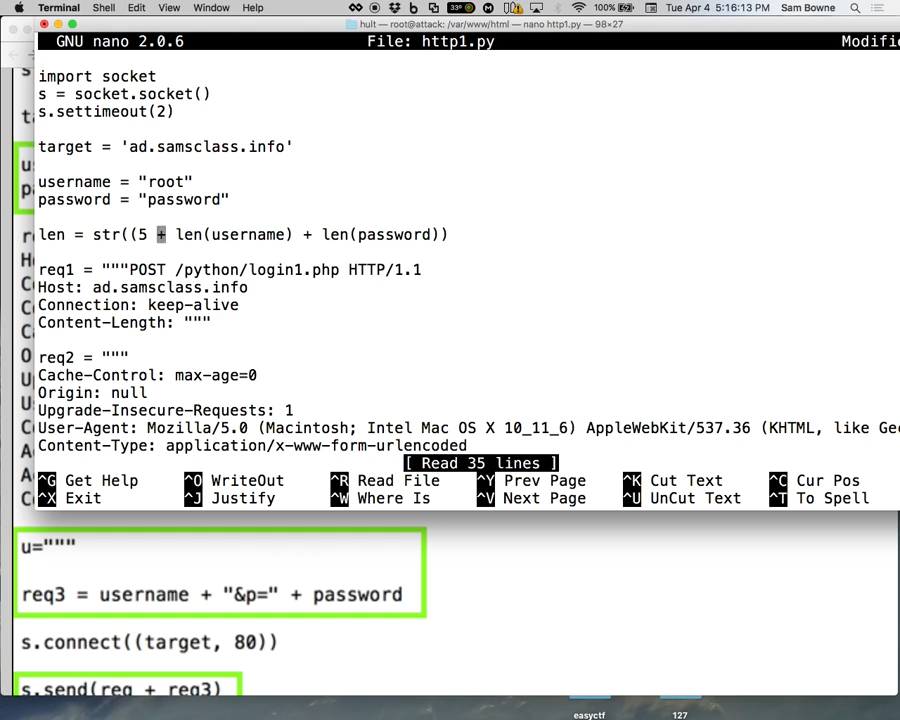 Terminal Shell Edit View Window Help 33° 100% Tue Apr 4 5:16:13 PM Sam Bowne
hult — root@attack: /var/www/html — nano http1.py — 98×27
GNU nano 2.0.6 File: http1.py Modifie
import socket
s = socket.socket()
s.settimeout(2)
target = 'ad.samsclass.info'
username = "root"
password = "password"
len = str((5 + len(username) + len(password))
req1 = """POST /python/login1.php HTTP/1.1
Host: ad.samsclass.info
Connection: keep-alive
Content-Length: """
req2 = """
Cache-Control: max-age=0
Origin: null
Upgrade-Insecure-Requests: 1
User-Agent: Mozilla/5.0 (Macintosh; Intel Mac OS X 10_11_6) AppleWebKit/537.36 (KHTML, like Gec
Content-Type: application/x-www-form-urlencoded
[ Read 35 lines ]
^G Get Help ^O WriteOut ^R Read File ^Y Prev Page ^K Cut Text ^C Cur Pos
^X Exit ^J Justify ^W Where Is ^V Next Page ^U UnCut Text ^T To Spell
u="""
req3 = username + "&p=" + password
s.connect((target, 80))
s.send(req + req3)
easyctf 127